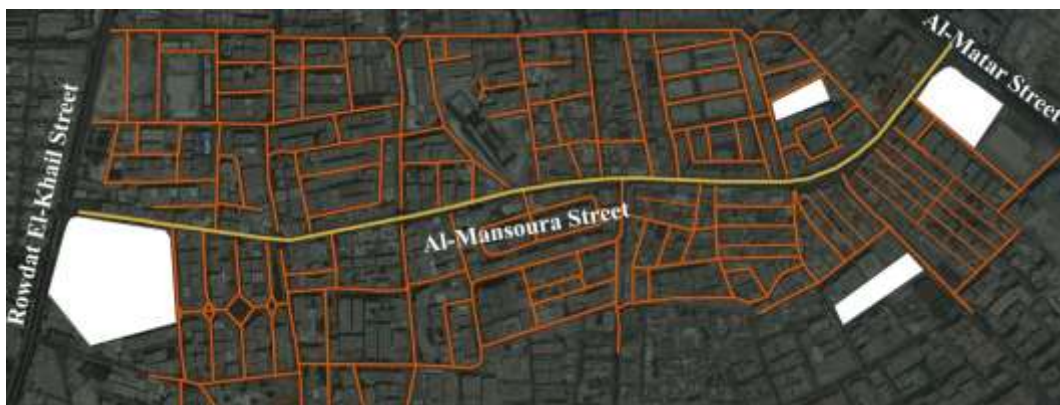 Rowdat El-Khail Street
Al-Mansoura Street
Al-Matar Street